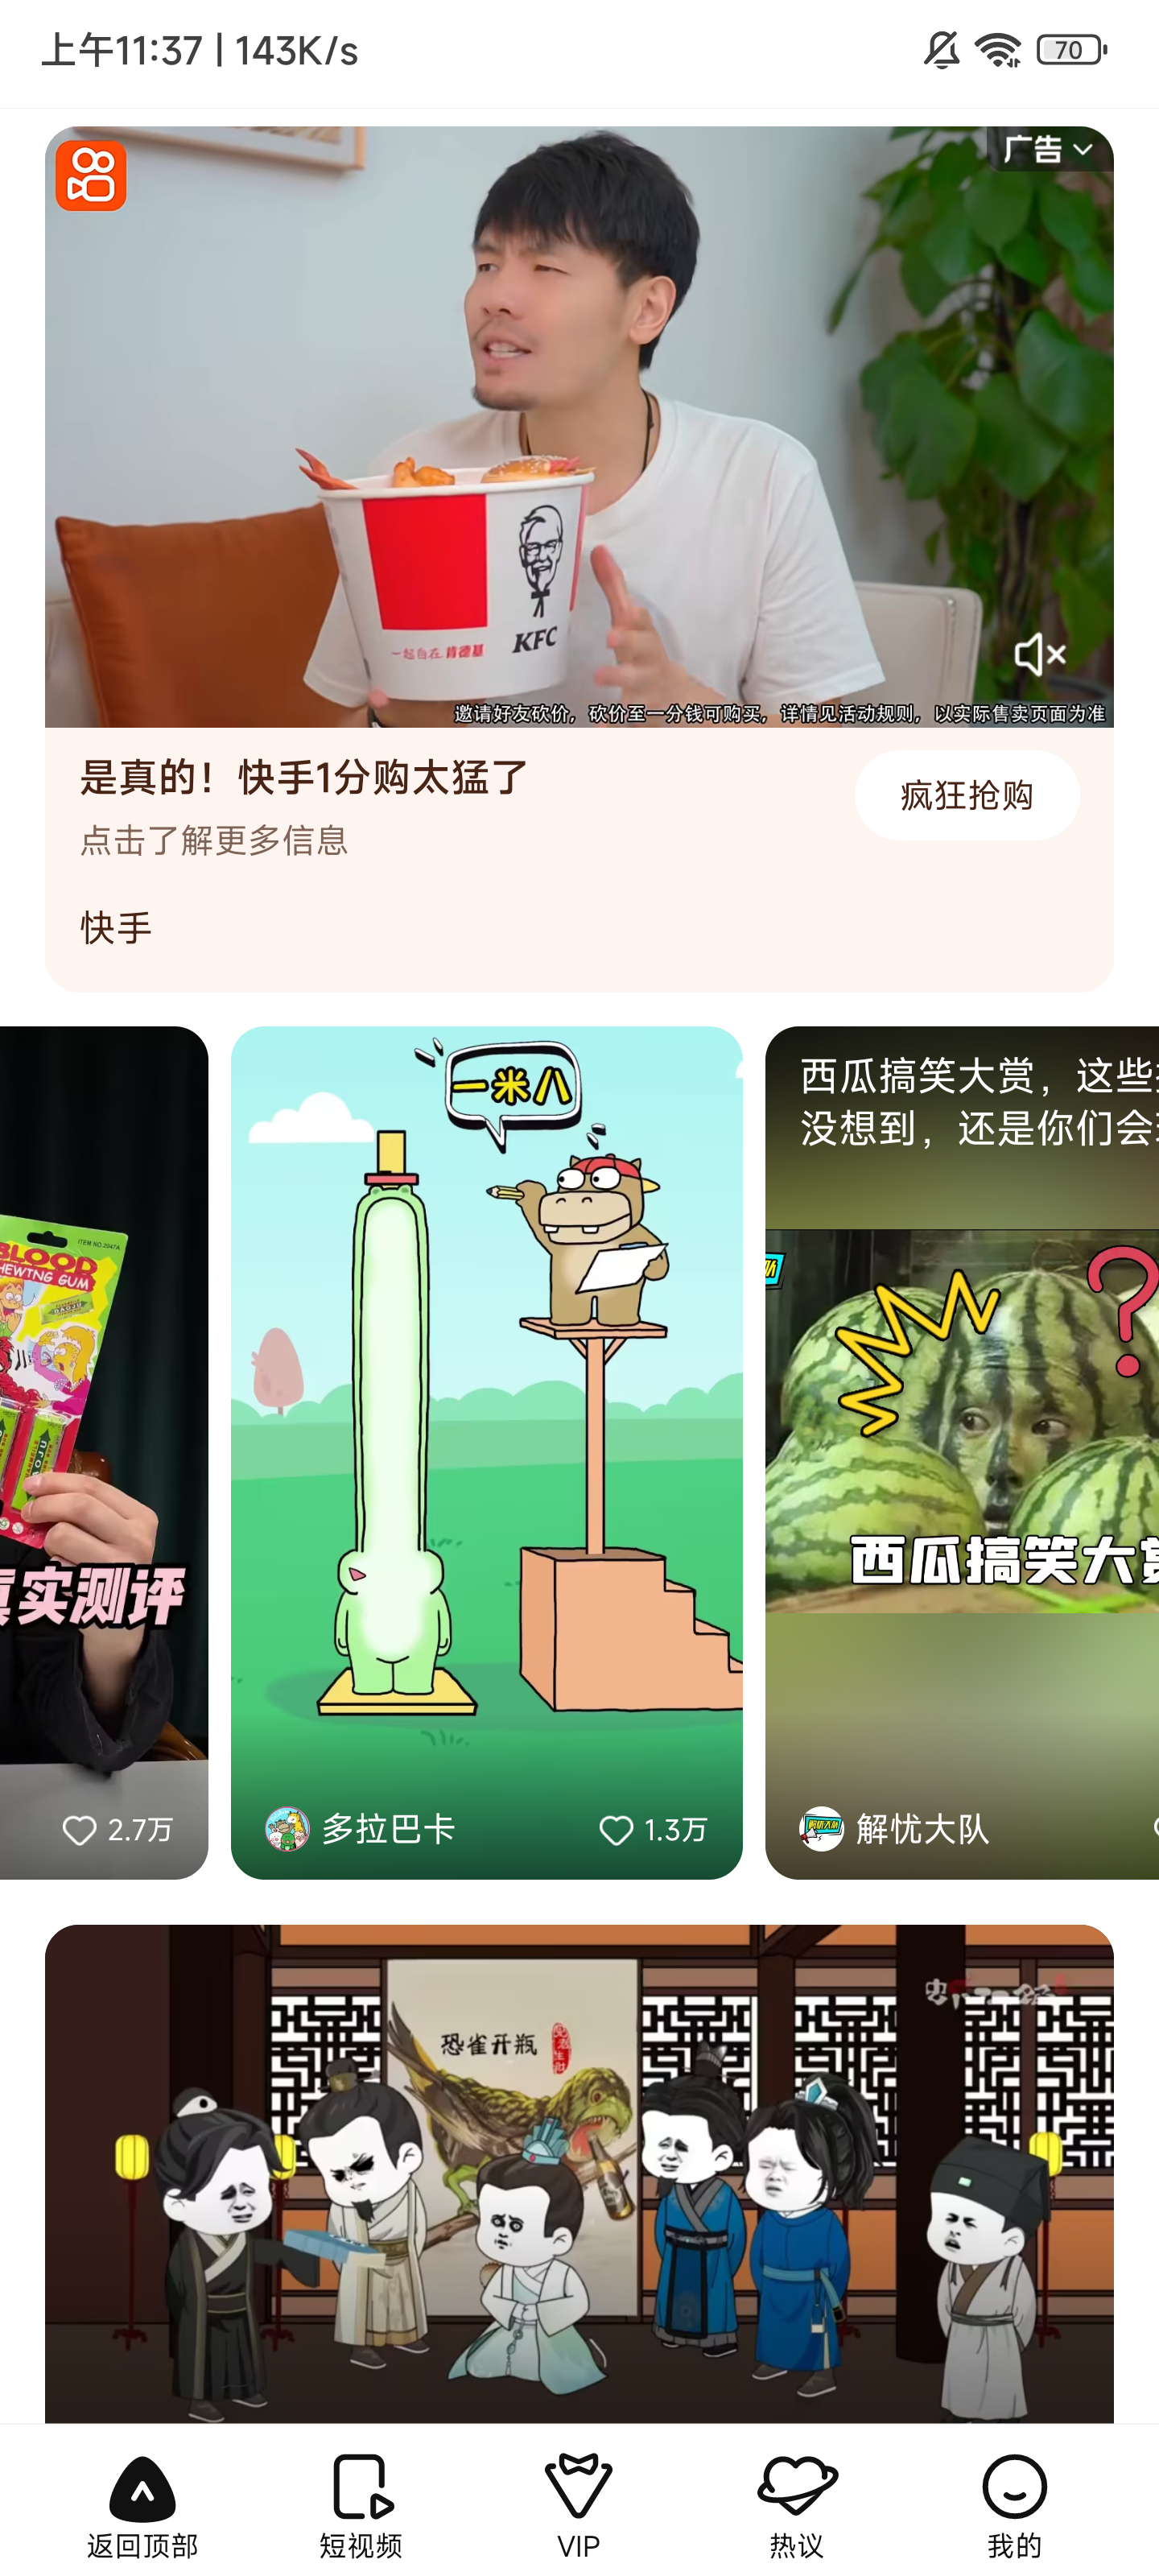 上午11:37 | 143K/s
70
广告
KFC
一起自在 肯德基
邀请好友砍价，砍价至一分钱可购买，详情见活动规则，以实际售卖页面为准
是真的！快手1分购太猛了
疯狂抢购
点击了解更多信息
快手
ITEM NO.2947A
BLOOD
CHEWING GUM
实测评
2.7万
一米八
多拉巴卡
1.3万
西瓜搞笑大赏，这些
没想到，还是你们会
西瓜搞笑大赏
解忧大队
恐雀开瓶
返回顶部
短视频
VIP
热议
我的